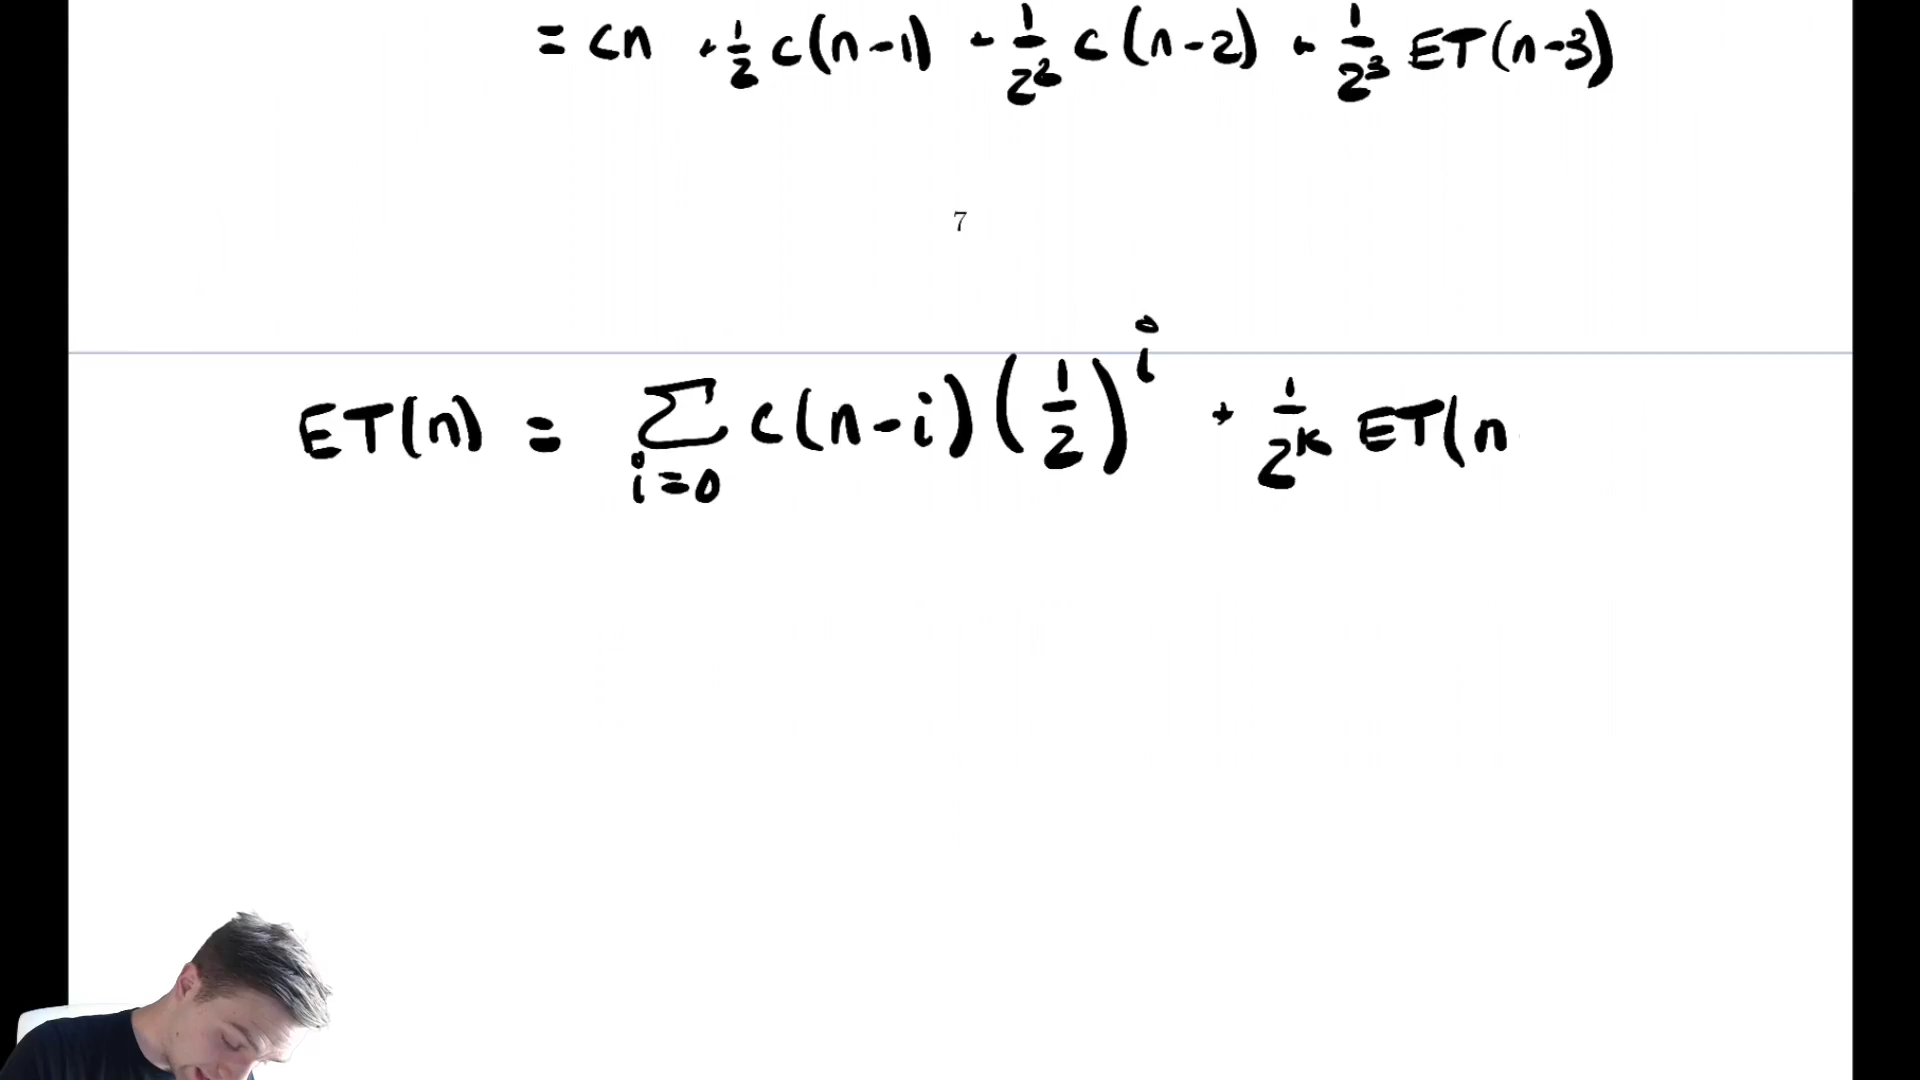 = cn + 1/2 c(n-1) + 1/2² c(n-2) + 1/2³ ET(n-3)
7
ET(n) = Σ i=0 c(n-i) (1/2)^i + 1/2^k ET(n